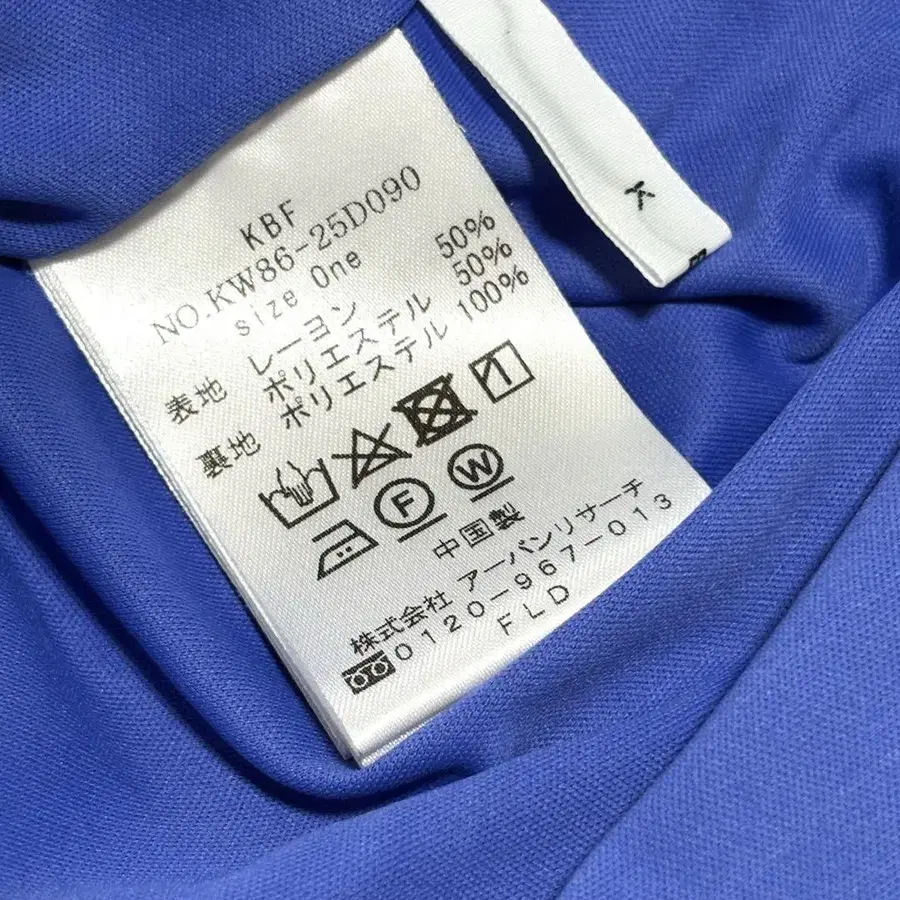 KBF
NO.KW86-25D090
size One
表地 レーヨン 50%
ポリエステル 50%
裏地 ポリエステル 100%
F W
中国製
株式会社 アーバンリサーチ
0120-967-013
FLD
K